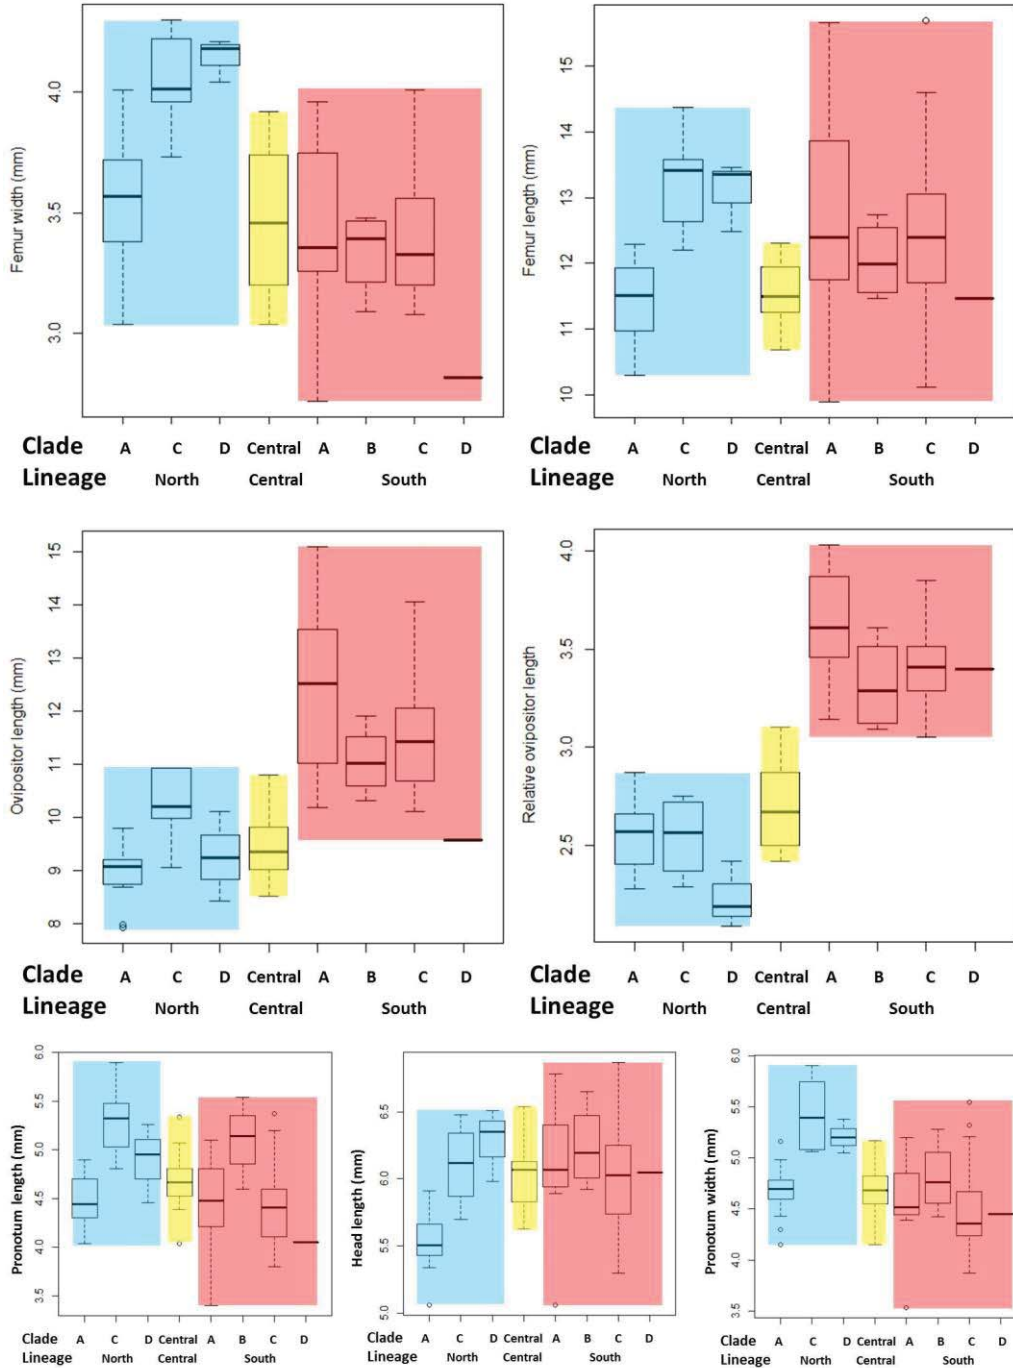 Femur width (mm)
4.0
3.5
3.0
Clade A C D Central A B C D
Lineage North Central South
Femur length (mm)
15
14
13
12
11
10
Clade A C D Central A B C D
Lineage North Central South
Ovipositor length (mm)
15
14
13
12
11
10
9
8
Clade A C D Central A B C D
Lineage North Central South
Relative ovipositor length
4.0
3.5
3.0
2.5
Clade A C D Central A B C D
Lineage North Central South
Pronotum length (mm)
6.0
5.5
5.0
4.5
4.0
3.5
Clade A C D Central A B C D
Lineage North Central South
Head length (mm)
6.5
6.0
5.5
5.0
Clade A C D Central A B C D
Lineage North Central South
Pronotum width (mm)
6.0
5.5
5.0
4.5
4.0
3.5
Clade A C D Central A B C D
Lineage North Central South